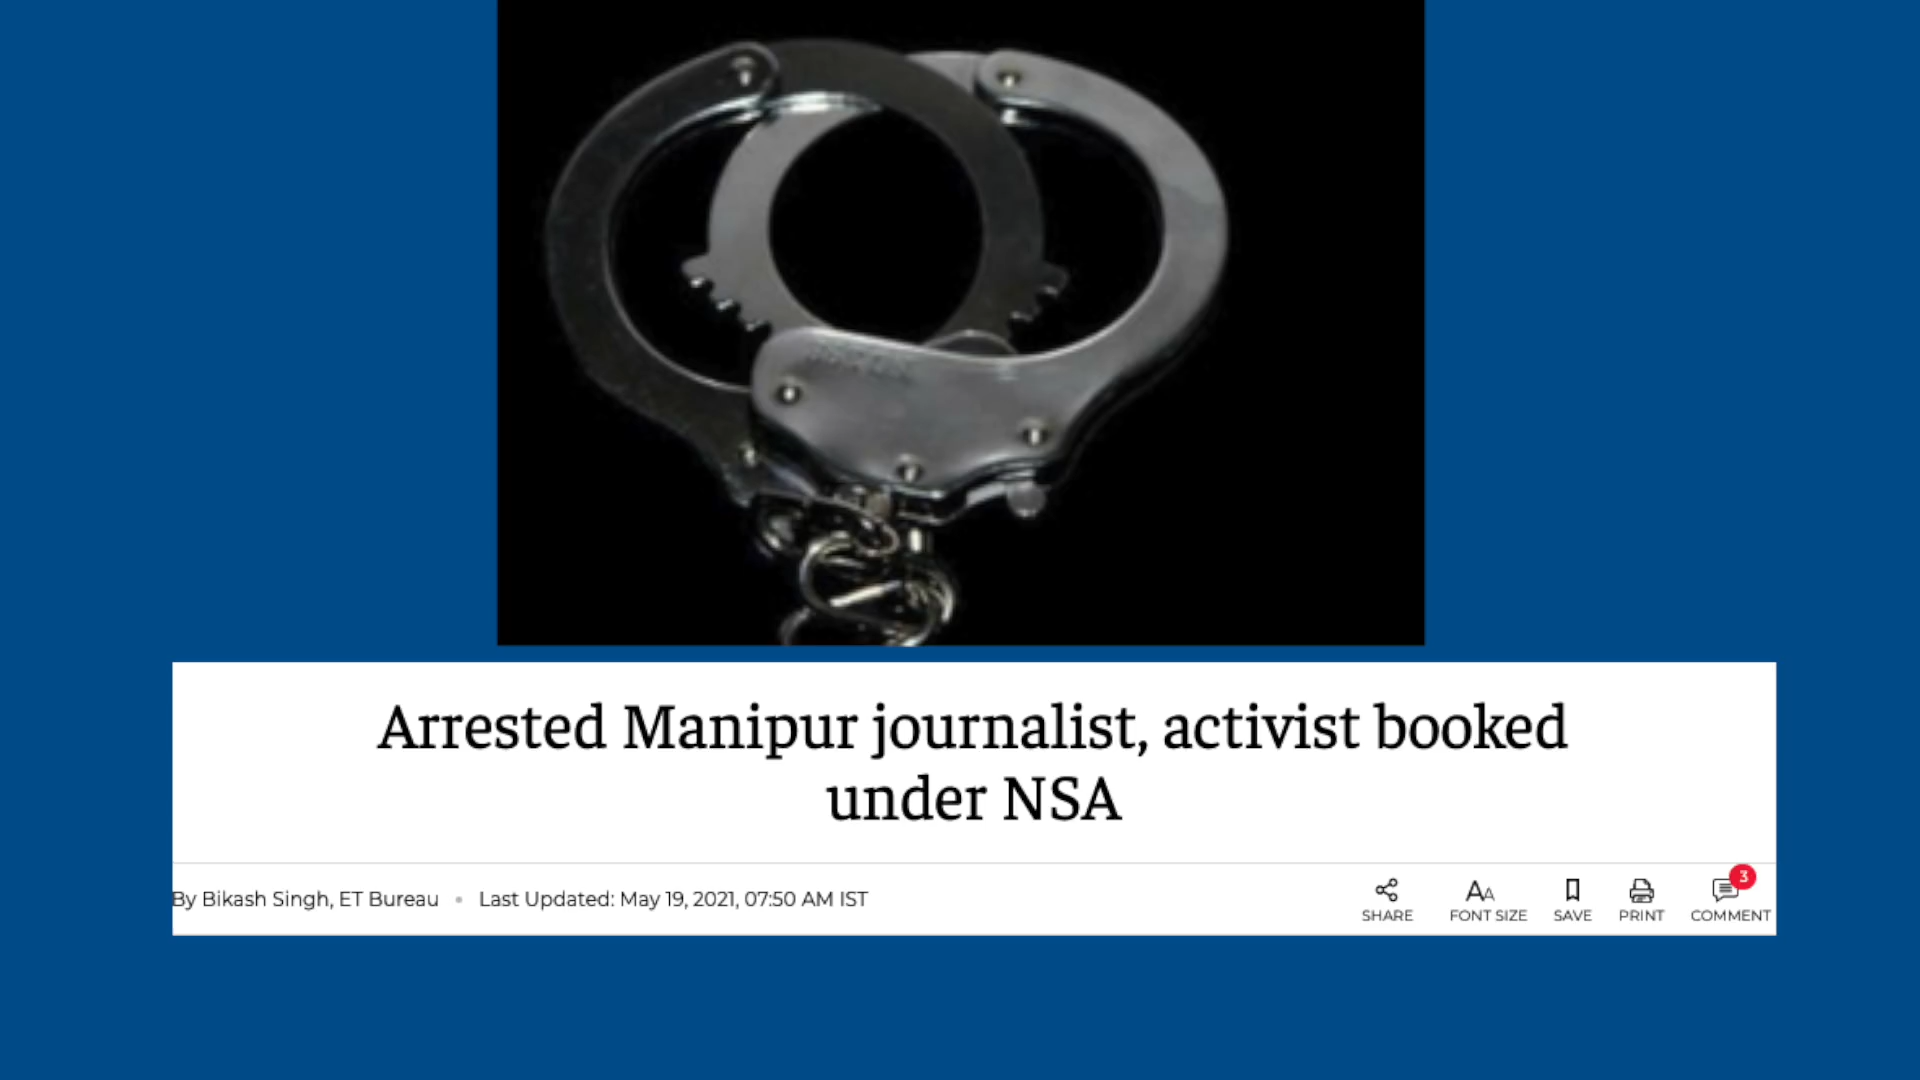 Arrested Manipur journalist, activist booked
under NSA
By Bikash Singh, ET Bureau • Last Updated: May 19, 2021, 07:50 AM IST
3
SHARE FONT SIZE SAVE PRINT COMMENT